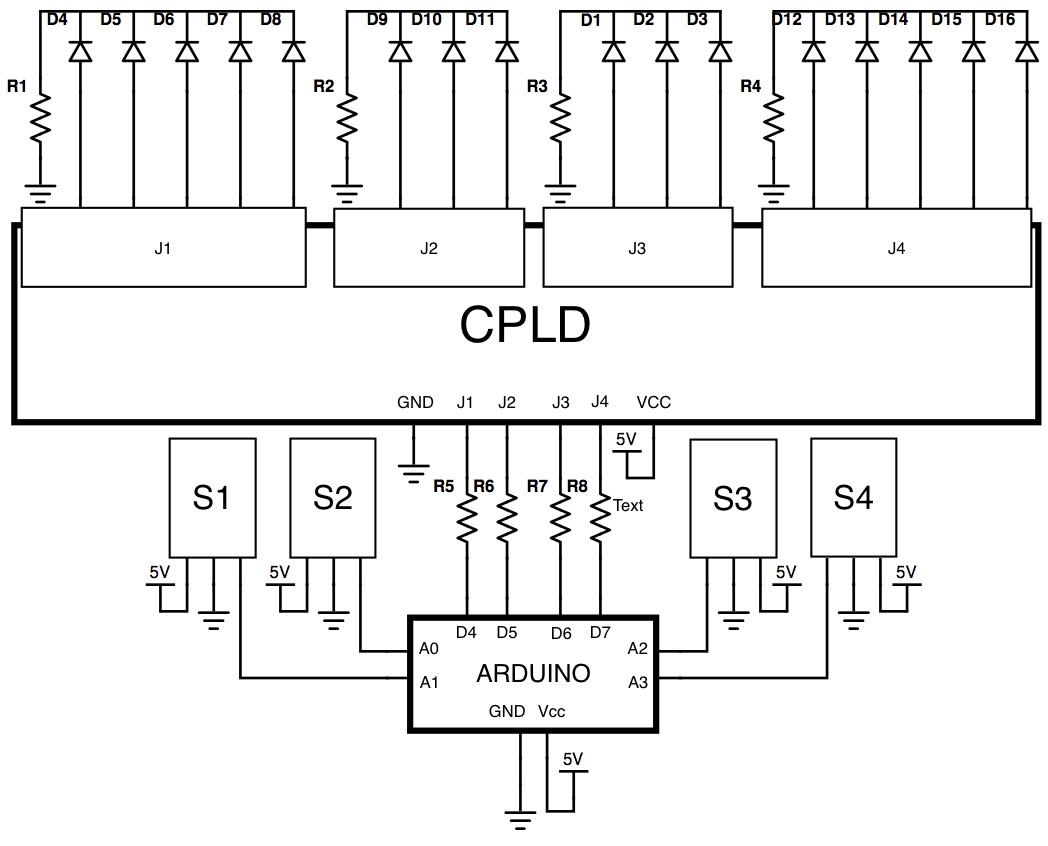 D4 D5 D6 D7 D8 D9 D10 D11 D1 D2 D3 D12 D13 D14 D15 D16
R1 R2 R3 R4
J1 J2 J3 J4
CPLD
GND J1 J2 J3 J4 VCC
5V
S1 S2 R5 R6 R7 R8 Text S3 S4
5V 5V 5V 5V
D4 D5 D6 D7
A0 A2
ARDUINO
A1 A3
GND Vcc
5V